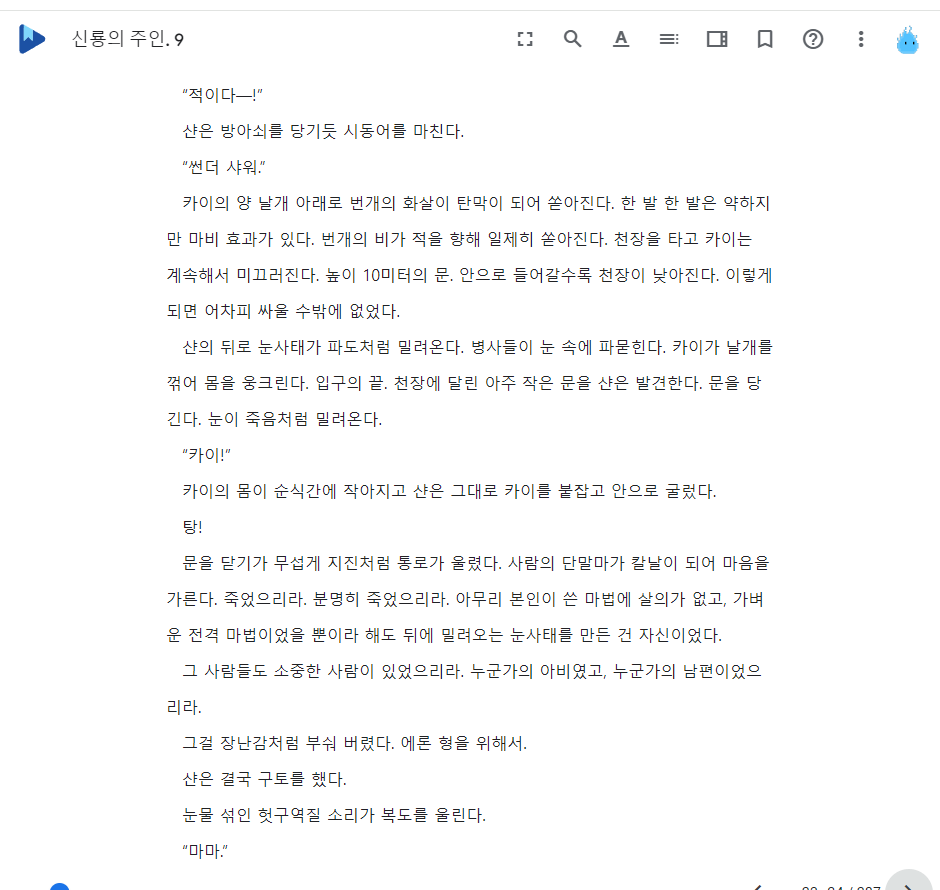 신룡의 주인. 9
“적이다―!”
샨은 방아쇠를 당기듯 시동어를 마친다.
“썬더 샤워.”
카이의 양 날개 아래로 번개의 화살이 탄막이 되어 쏟아진다. 한 발 한 발은 약하지
만 마비 효과가 있다. 번개의 비가 적을 향해 일제히 쏟아진다. 천장을 타고 카이는
계속해서 미끄러진다. 높이 10미터의 문. 안으로 들어갈수록 천장이 낮아진다. 이렇게
되면 어차피 싸울 수밖에 없었다.
샨의 뒤로 눈사태가 파도처럼 밀려온다. 병사들이 눈 속에 파묻힌다. 카이가 날개를
꺾어 몸을 웅크린다. 입구의 끝. 천장에 달린 아주 작은 문을 샨은 발견한다. 문을 당
긴다. 눈이 죽음처럼 밀려온다.
“카이!”
카이의 몸이 순식간에 작아지고 샨은 그대로 카이를 붙잡고 안으로 굴렀다.
탕!
문을 닫기가 무섭게 지진처럼 통로가 울렸다. 사람의 단말마가 칼날이 되어 마음을
가른다. 죽었으리라. 분명히 죽었으리라. 아무리 본인이 쓴 마법에 살의가 없고, 가벼
운 전격 마법이었을 뿐이라 해도 뒤에 밀려오는 눈사태를 만든 건 자신이었다.
그 사람들도 소중한 사람이 있었으리라. 누군가의 아비였고, 누군가의 남편이었으
리라.
그걸 장난감처럼 부숴 버렸다. 에론 형을 위해서.
샨은 결국 구토를 했다.
눈물 섞인 헛구역질 소리가 복도를 울린다.
“마마.”